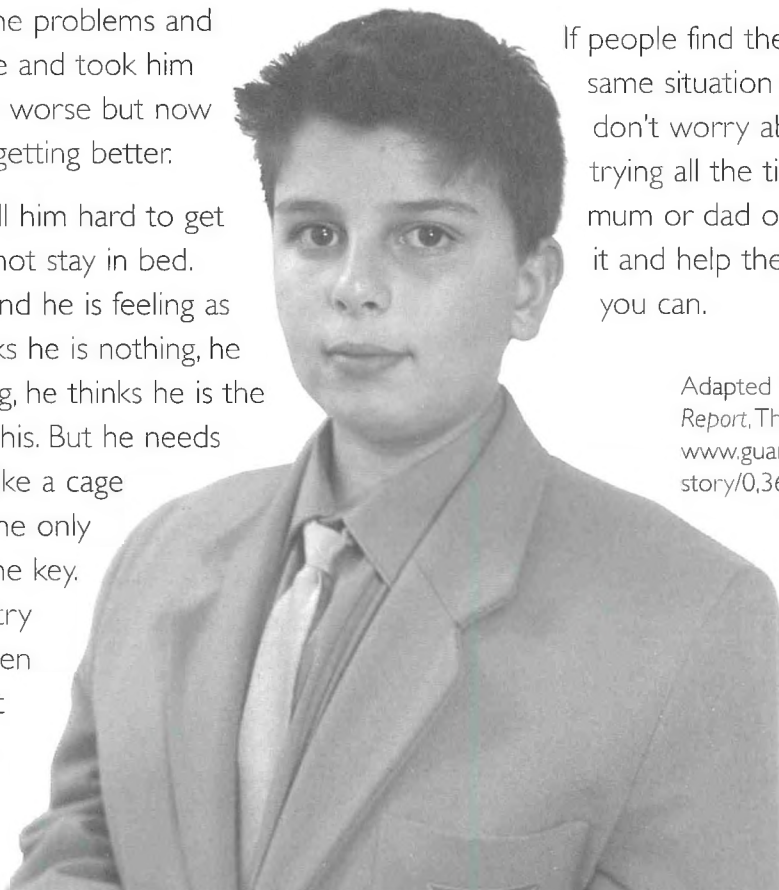 ne problems and
e and took him
worse but now
getting better.
ll him hard to get
not stay in bed.
nd he is feeling as
ks he is nothing, he
g, he thinks he is the
his. But he needs
ke a cage
ne only
ne key.
try
en
t
If people find the
same situation
don't worry ab
trying all the ti
mum or dad o
it and help the
you can.
Adapted
Report, Th
www.guar
story/0,36